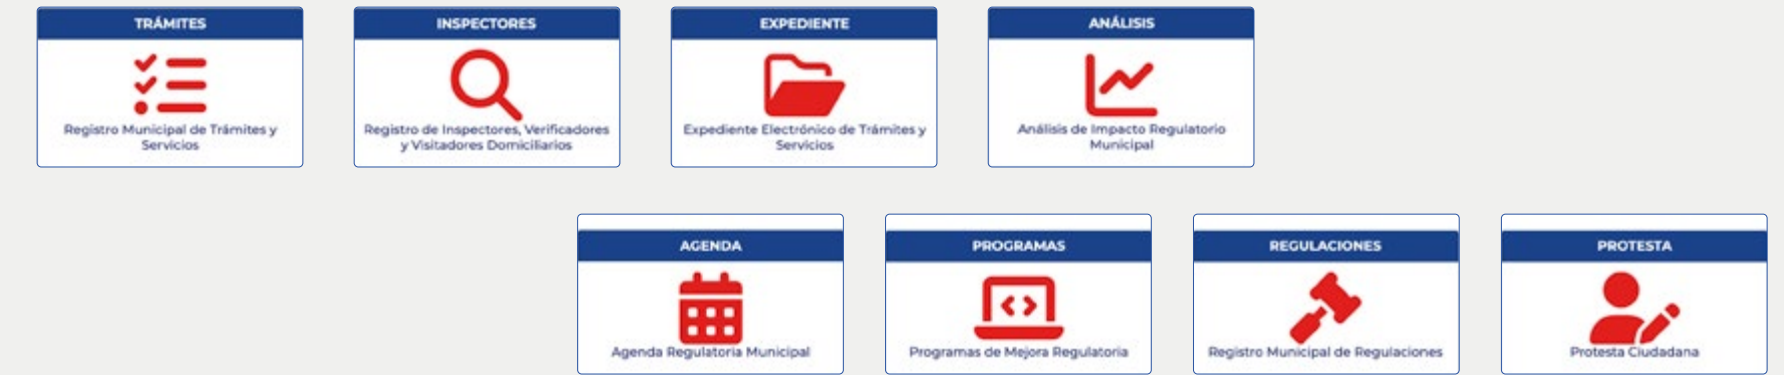 TRÁMITES
Registro Municipal de Trámites y
Servicios
INSPECTORES
Registro de Inspectores, Verificadores
y Visitadores Domiciliarios
EXPEDIENTE
Expediente Electrónico de Trámites y
Servicios
ANÁLISIS
Análisis de Impacto Regulatorio
Municipal
AGENDA
Agenda Regulatoria Municipal
PROGRAMAS
Programas de Mejora Regulatoria
REGULACIONES
Registro Municipal de Regulaciones
PROTESTA
Protesta Ciudadana